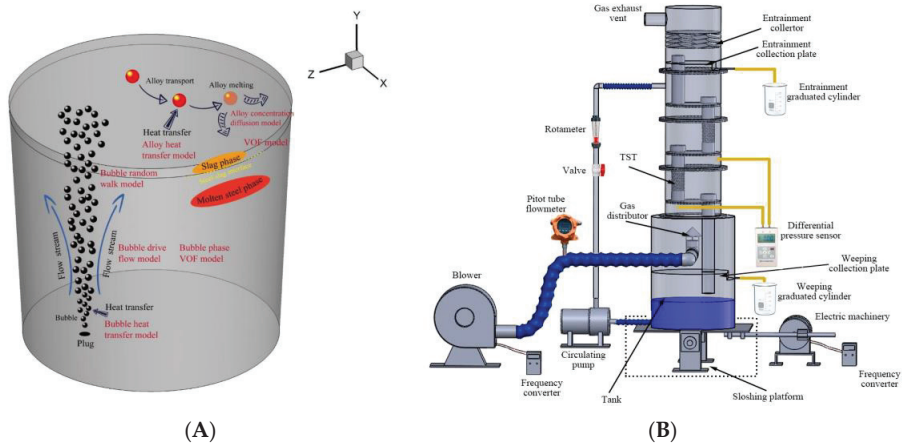 Y
Z
X
Alloy transport
Alloy melting
Alloy concentration
diffusion model
Heat transfer
Alloy heat
transfer model
VOF model
Slag phase
Bubble random
walk model
Molten steel phase
Flow stream
Flow stream
Bubble drive
flow model
Bubble phase
VOF model
Heat transfer
Bubble
Bubble heat
transfer model
Plug
(A)
Gas exhaust
vent
Entrainment
collertor
Entrainment
collection plate
Entrainment
graduated cylinder
Rotameter
TST
Valve
Pitot tube
flowmeter
Gas
distributor
Differential
pressure sensor
Weeping
collection plate
Blower
Weeping
graduated cylinder
Electric machinery
Circulating
pump
Frequency
converter
Tank
Sloshing platform
Frequency
converter
(B)